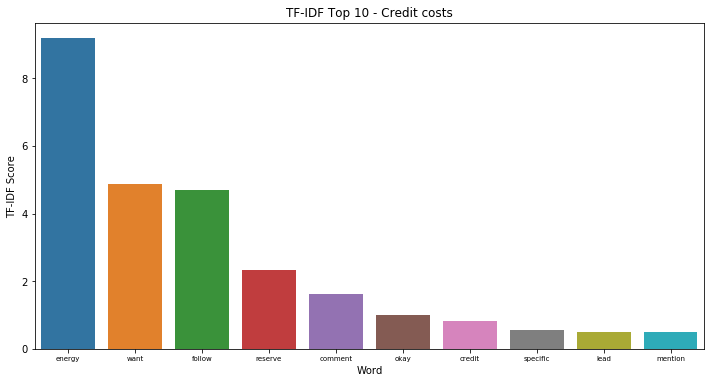 TF-IDF Top 10 - Credit costs
TF-IDF Score
8
6
4
2
0
energy want follow reserve comment okay credit specific lead mention
Word